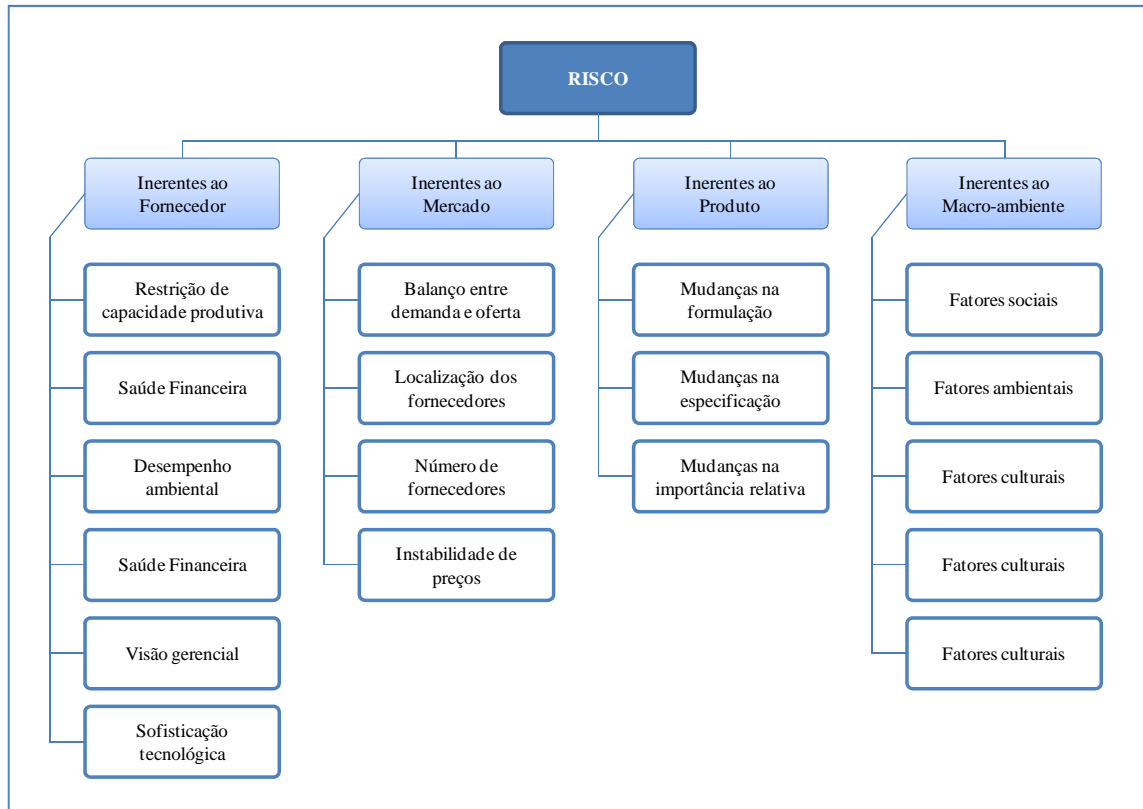 RISCO
Inerentes ao
Fornecedor
Restrição de
capacidade produtiva
Saúde Financeira
Desempenho
ambiental
Saúde Financeira
Visão gerencial
Sofisticação
tecnológica
Inerentes ao
Mercado
Balanço entre
demanda e oferta
Localização dos
fornecedores
Número de
fornecedores
Instabilidade de
preços
Inerentes ao
Produto
Mudanças na
formulação
Mudanças na
especificação
Mudanças na
importância relativa
Inerentes ao
Macro-ambiente
Fatores sociais
Fatores ambientais
Fatores culturais
Fatores culturais
Fatores culturais